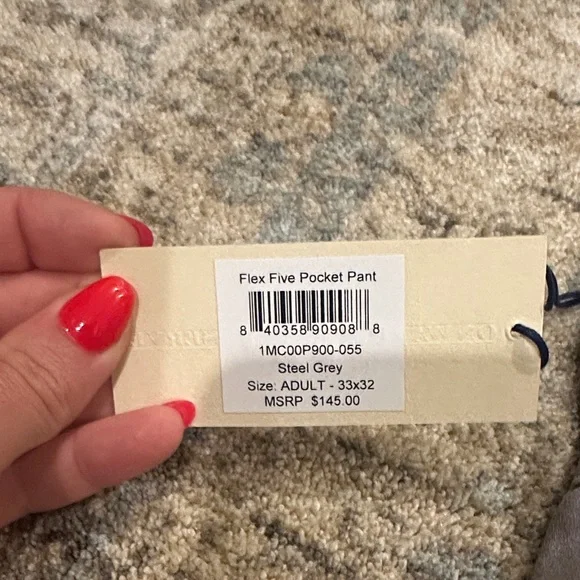 Flex Five Pocket Pant
8 40358 90908 8
1MC00P900-055
Steel Grey
Size: ADULT - 33x32
MSRP $145.00